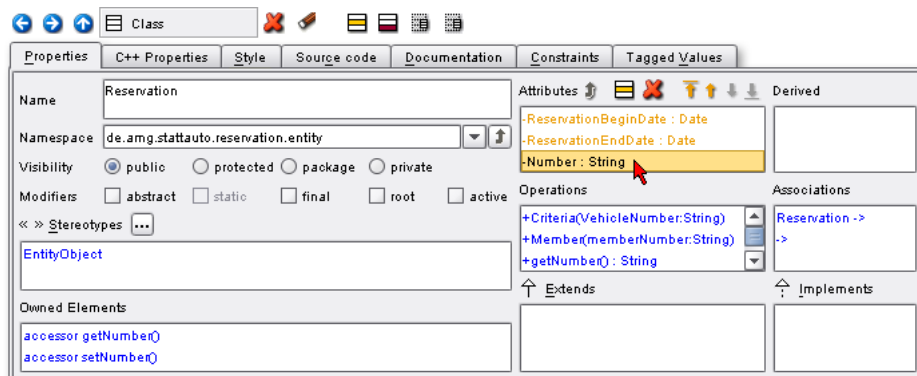 Class
Properties C++ Properties Style Source code Documentation Constraints Tagged Values
Name
Reservation
Namespace
de.amg.stattauto.reservation.entity
Visibility public protected package private
Modifiers abstract static final root active
« » Stereotypes ...
EntityObject
Owned Elements
accessor getNumber()
accessor setNumber()
Attributes
-ReservationBeginDate : Date
-ReservationEndDate : Date
-Number : String
Operations
+Criteria(VehicleNumber:String)
+Member(memberNumber:String)
+getNumber() : String
Extends
Derived
Associations
Reservation ->
->
Implements